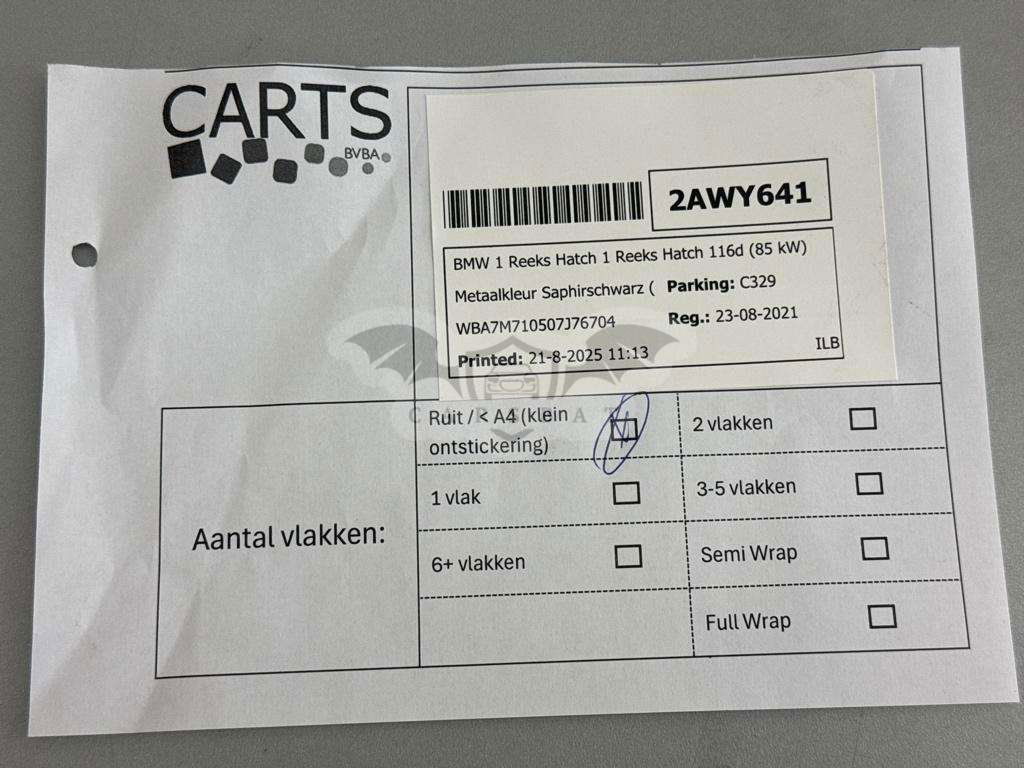 CARTS
BVBA
2AWY641
BMW 1 Reeks Hatch 1 Reeks Hatch 116d (85 kW)
Metaalkleur Saphirschwarz ( Parking: C329
WBA7M710507J76704 Reg.: 23-08-2021
Printed: 21-8-2025 11:13 ILB
Ruit / < A4 (klein
ontstickering)
2 vlakken
1 vlak
3-5 vlakken
Aantal vlakken:
6+ vlakken
Semi Wrap
Full Wrap